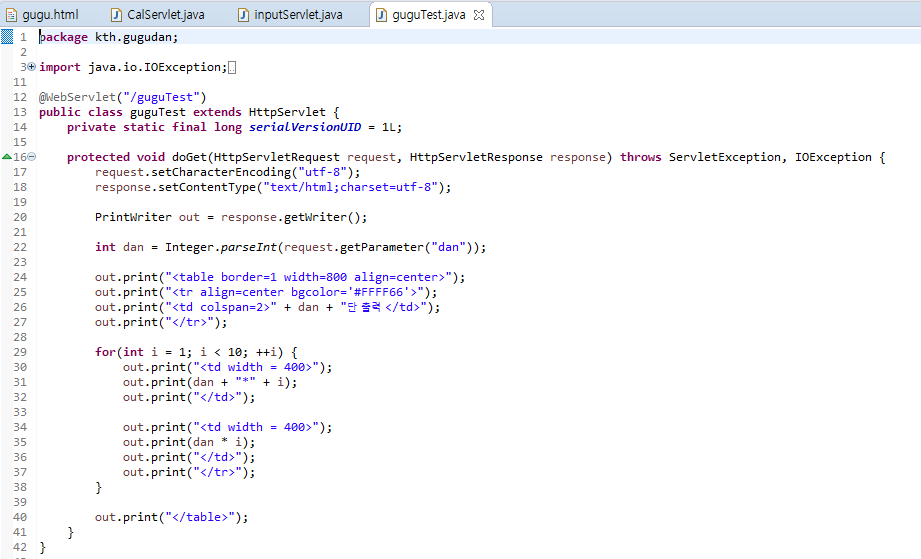 gugu.html CalServlet.java inputServlet.java guguTest.java
1 package kth.gugudan;
2
3 import java.io.IOException;
11
12 @WebServlet("/guguTest")
13 public class guguTest extends HttpServlet {
14     private static final long serialVersionUID = 1L;
15
16     protected void doGet(HttpServletRequest request, HttpServletResponse response) throws ServletException, IOException {
17         request.setCharacterEncoding("utf-8");
18         response.setContentType("text/html;charset=utf-8");
19
20         PrintWriter out = response.getWriter();
21
22         int dan = Integer.parseInt(request.getParameter("dan"));
23
24         out.print("<table border=1 width=800 align=center>");
25         out.print("<tr align=center bgcolor='#FFFF66'>");
26         out.print("<td colspan=2>" + dan + "단 출력 </td>");
27         out.print("</tr>");
28
29         for(int i = 1; i < 10; ++i) {
30             out.print("<td width = 400>");
31             out.print(dan + "*" + i);
32             out.print("</td>");
33
34             out.print("<td width = 400>");
35             out.print(dan * i);
36             out.print("</td>");
37             out.print("</tr>");
38         }
39
40         out.print("</table>");
41     }
42 }